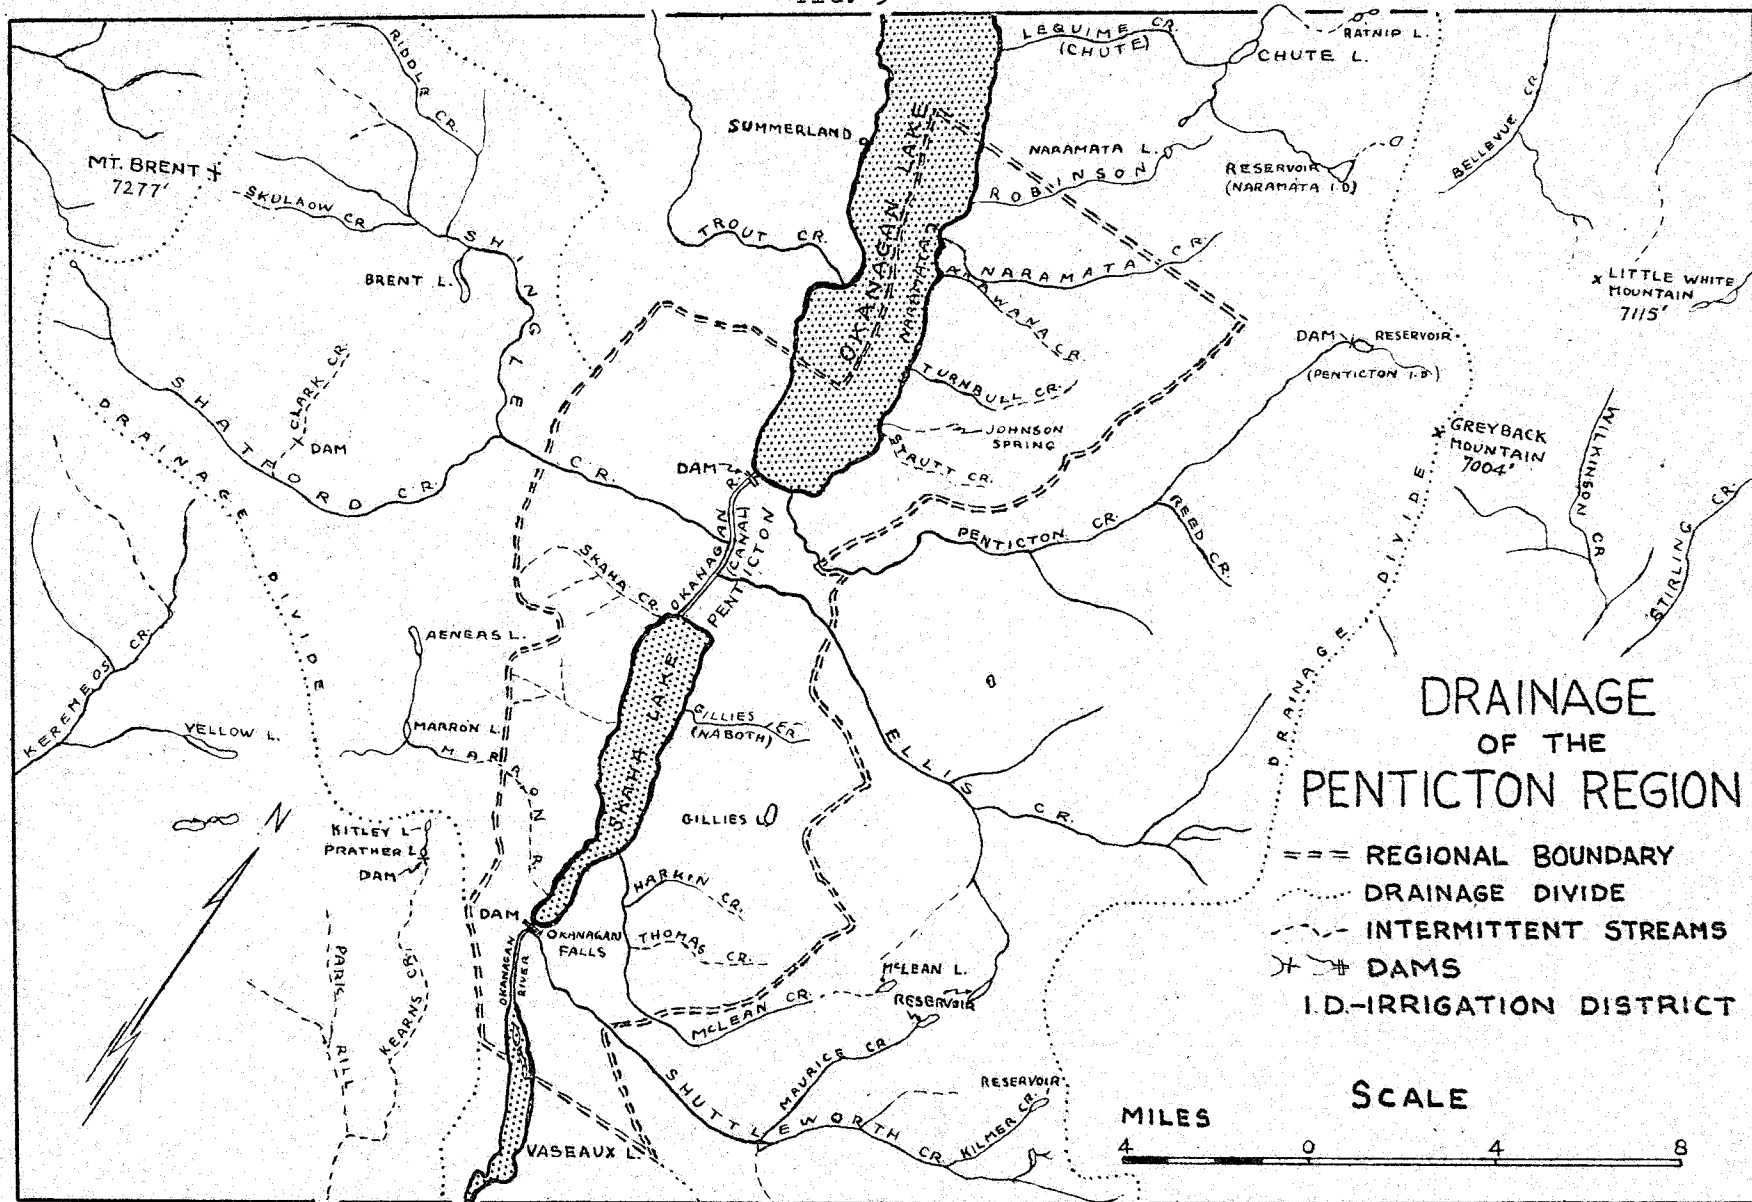 RIDDLE CR.
LEQUIME CR.
(CHUTE)
RATNIP L.
CHUTE L.
SUMMERLAND
MT. BRENT
7277'
SKULAOW CR.
NARAMATA L.
ROBINSON
RESERVOIR
(NARAMATA I.D)
BELLEVUE CR.
TROUT CR.
OKANAGAN LAKE
NARAMATA
BRENT L.
SHINGLE CR.
NARAMATA CR.
ARAWANA CR.
LITTLE WHITE
MOUNTAIN
7115'
DAM
RESERVOIR
(PENTICTON I.D)
CLARK CR.
DAM
SHATFORD CR.
TURNBULL CR.
JOHNSON
SPRING
STRUTT CR.
DAM
GREYBACK
MOUNTAIN
7004'
WILKINSON CR.
STIRLING CR.
DRAINAGE DIVIDE
OKANAGAN R.
(CANAL)
PENTICTON
PENTICTON CR.
REED CR.
SKAHA CR.
DRAINAGE DIVIDE
KEREMEOS CR.
AENEAS L.
YELLOW L.
MARRON L.
MARRON R.
SKAHA LAKE
GILLIES CR.
(NABOTH)
ELLIS CR.
GILLIES L.
N
KITLEY L.
PRATHER L.
DAM
HARKIN CR.
DAM
OKANAGAN
FALLS
THOMAS CR.
OKANAGAN
RIVER
PARIS RILL
KEARNS CR.
McLEAN L.
RESERVOIR
McLEAN CR.
MAURICE CR.
SHUTTLEWORTH CR.
RESERVOIR
KILMER CR.
VASEAUX L.
DRAINAGE
OF THE
PENTICTON REGION
REGIONAL BOUNDARY
DRAINAGE DIVIDE
INTERMITTENT STREAMS
DAMS
I.D.-IRRIGATION DISTRICT
SCALE
MILES
4 0 4 8